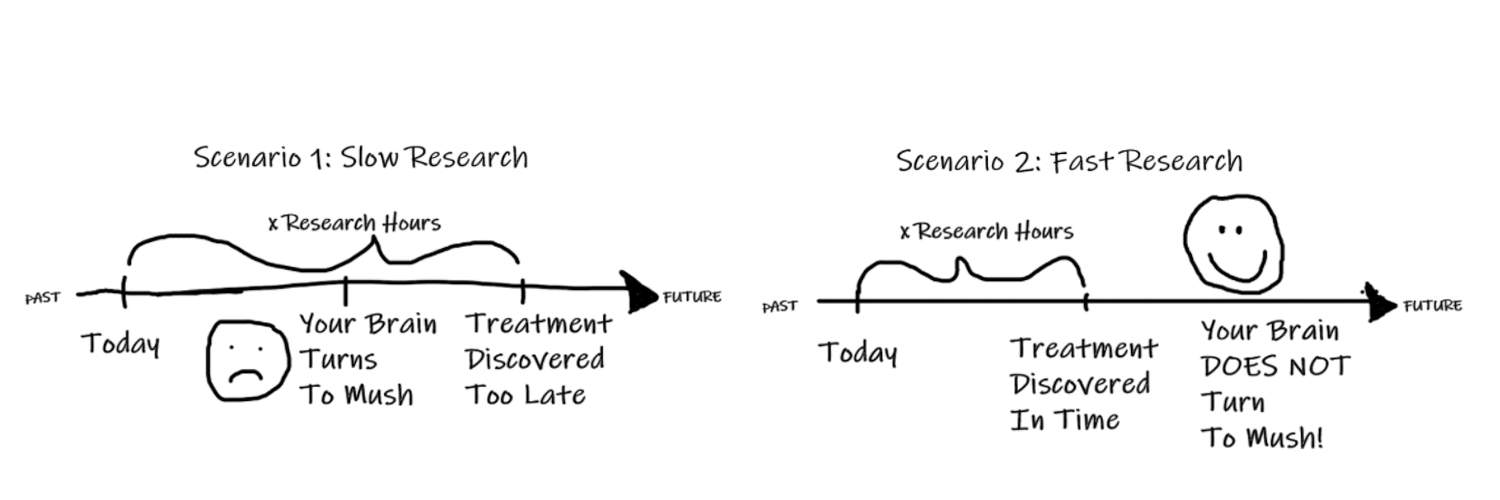 Scenario 1: Slow Research
x Research Hours
PAST
FUTURE
Today
Your Brain
Turns
To Mush
Treatment
Discovered
Too Late
Scenario 2: Fast Research
x Research Hours
PAST
FUTURE
Today
Treatment
Discovered
In Time
Your Brain
DOES NOT
Turn
To Mush!